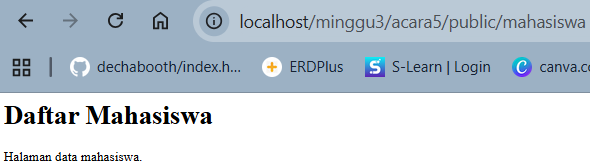 localhost/minggu3/acara5/public/mahasiswa
dechabooth/index.h... ERDPlus S-Learn | Login canva.co
Daftar Mahasiswa
Halaman data mahasiswa.